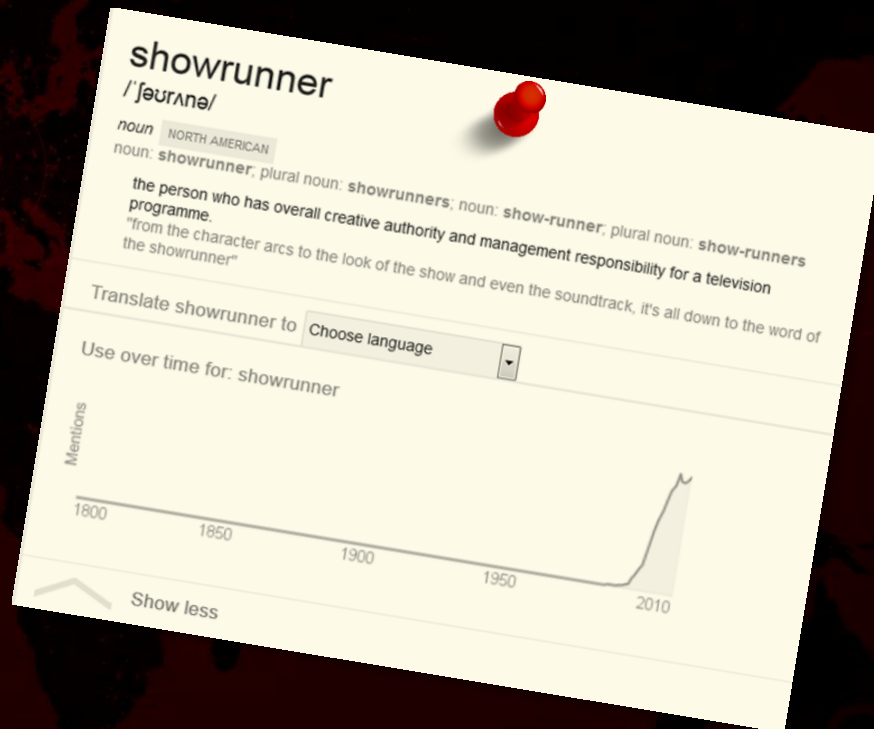 showrunner
/ˈʃəʊrʌnə/
noun NORTH AMERICAN
noun: showrunner; plural noun: showrunners; noun: show-runner; plural noun: show-runners
the person who has overall creative authority and management responsibility for a television
programme.
"from the character arcs to the look of the show and even the soundtrack, it's all down to the word of
the showrunner"
Translate showrunner to Choose language
Use over time for: showrunner
Mentions
1800 1850 1900 1950 2010
Show less